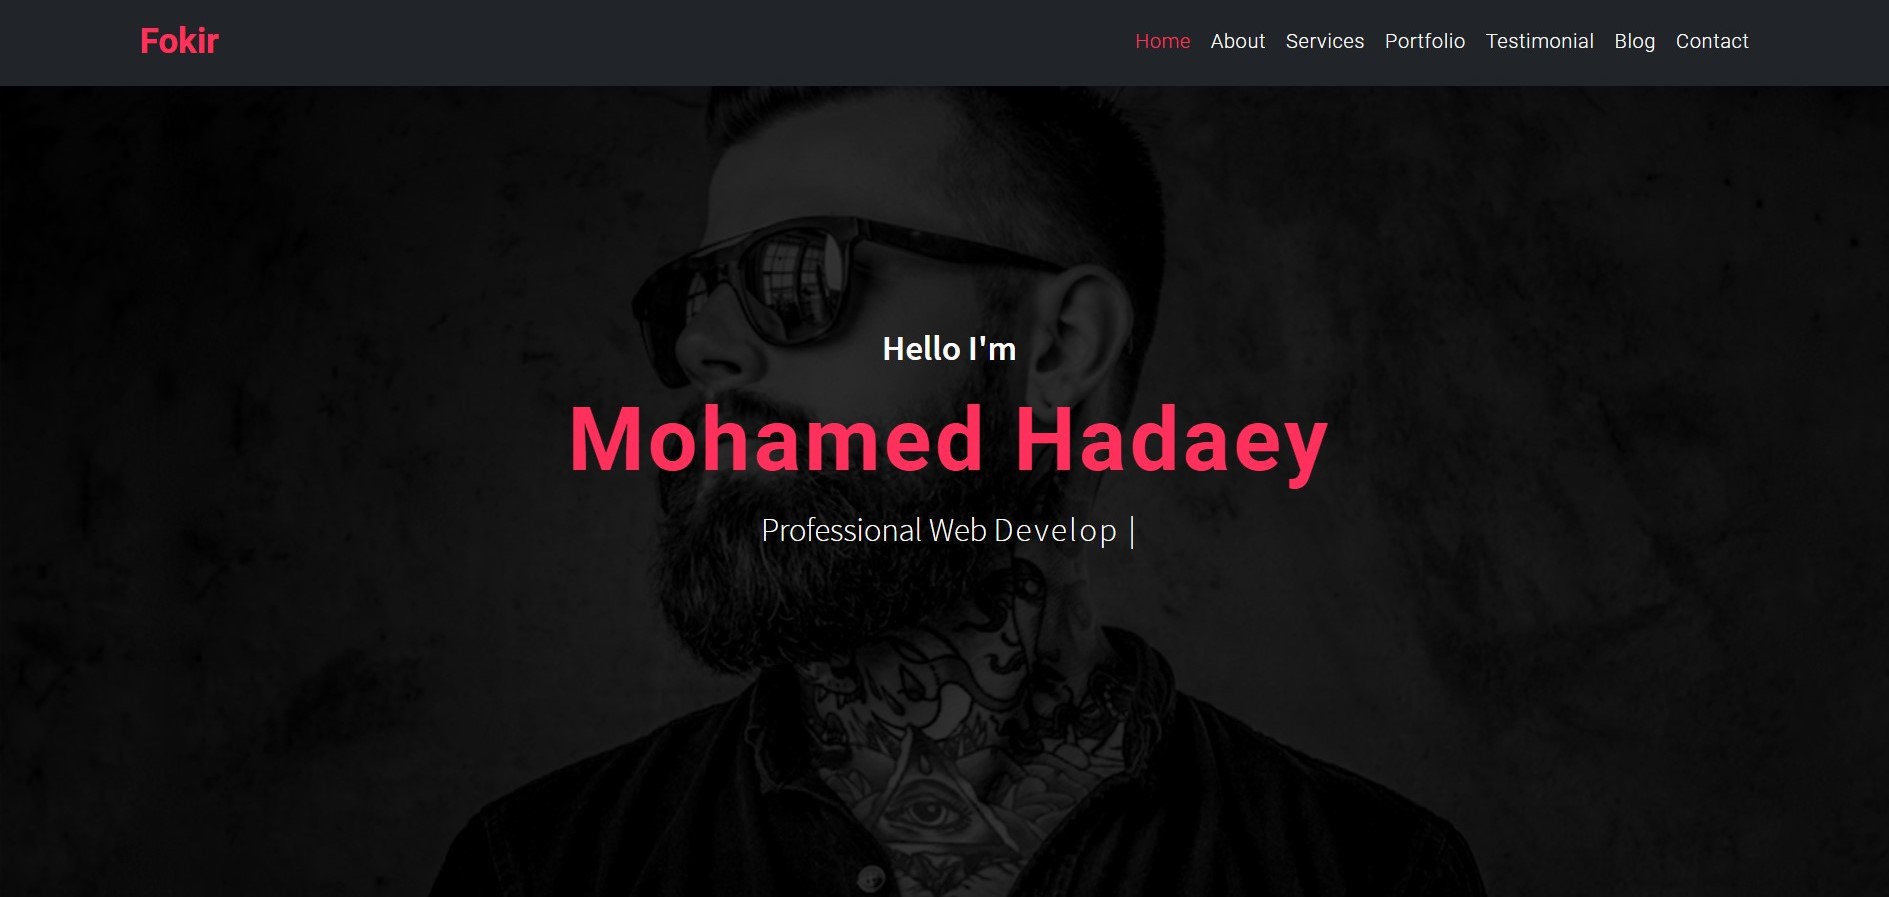 Fokir
Home About Services Portfolio Testimonial Blog Contact
Hello I'm
Mohamed Hadaey
Professional Web Develop |